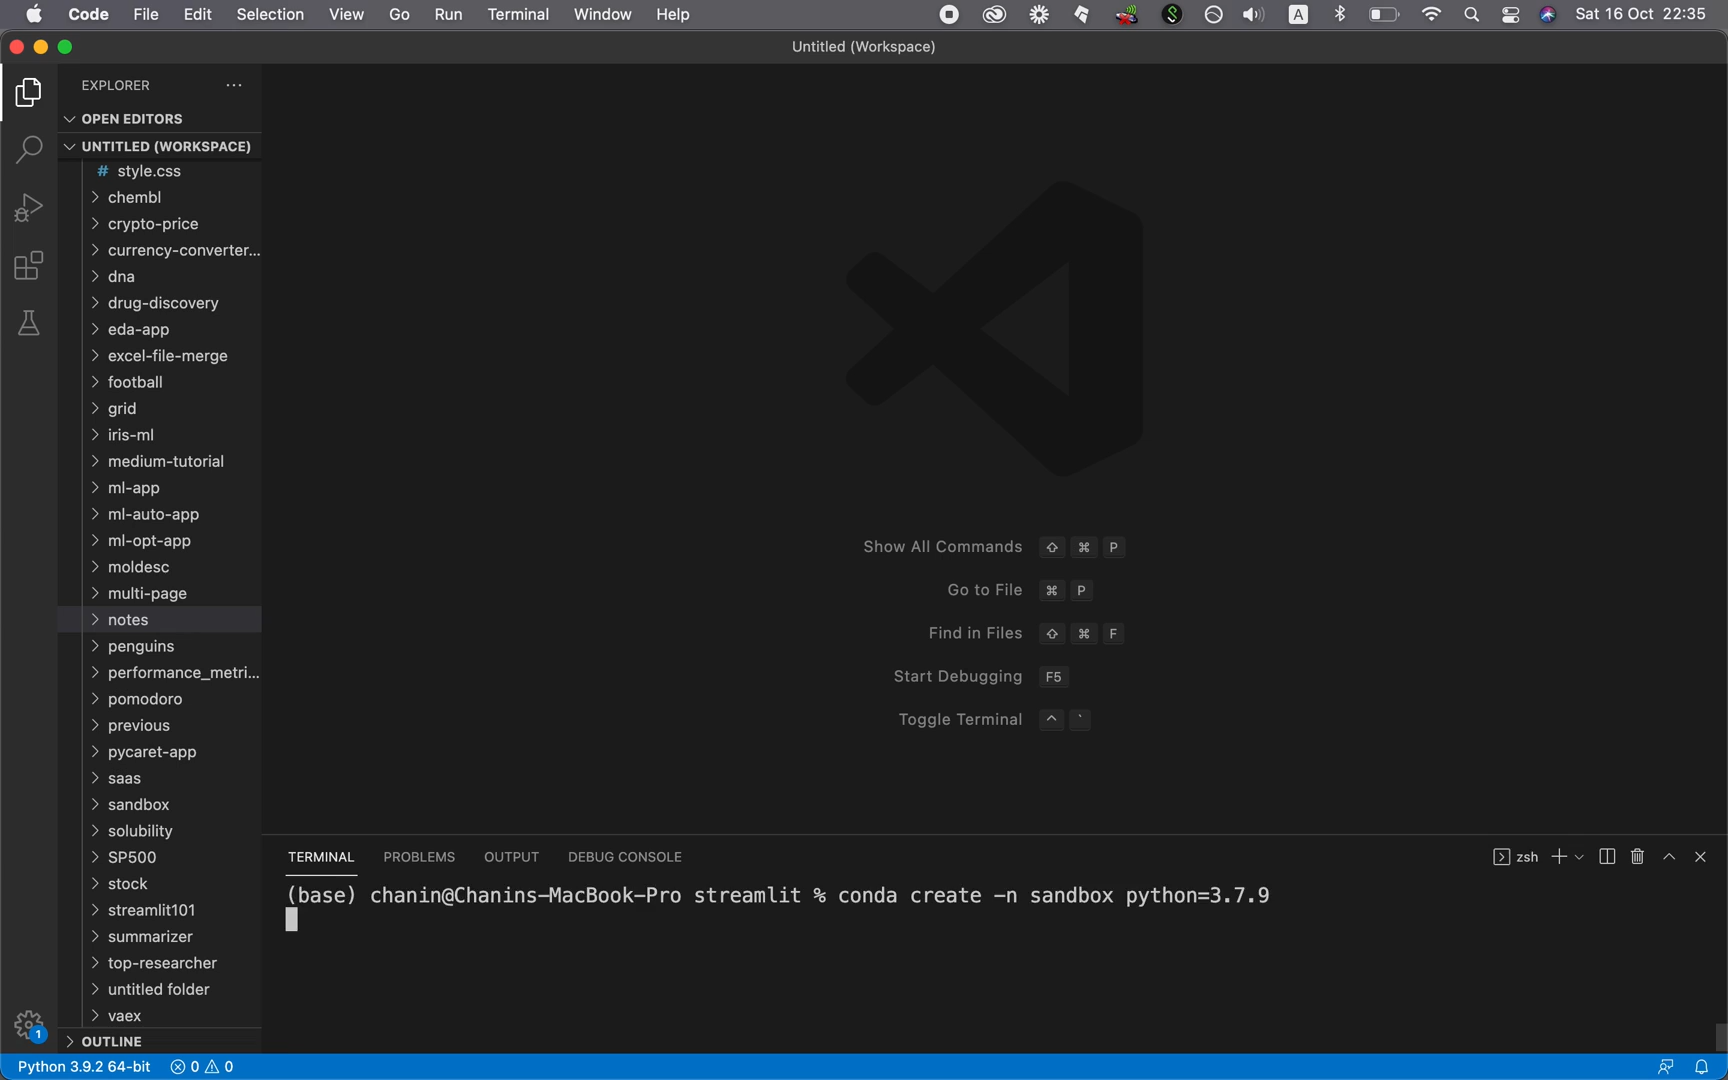 Code File Edit Selection View Go Run Terminal Window Help A Sat 16 Oct 22:35
Untitled (Workspace)
EXPLORER
OPEN EDITORS
UNTITLED (WORKSPACE)
# style.css
chembl
crypto-price
currency-converter...
dna
drug-discovery
eda-app
excel-file-merge
football
grid
iris-ml
medium-tutorial
ml-app
ml-auto-app
ml-opt-app
moldesc
multi-page
notes
penguins
performance_metri...
pomodoro
previous
pycaret-app
saas
sandbox
solubility
SP500
stock
streamlit101
summarizer
top-researcher
untitled folder
vaex
OUTLINE
1
Show All Commands ⇧ ⌘ P
Go to File ⌘ P
Find in Files ⇧ ⌘ F
Start Debugging F5
Toggle Terminal ^ `
TERMINAL PROBLEMS OUTPUT DEBUG CONSOLE zsh
(base) chanin@Chanins-MacBook-Pro streamlit % conda create -n sandbox python=3.7.9
Python 3.9.2 64-bit 0 0